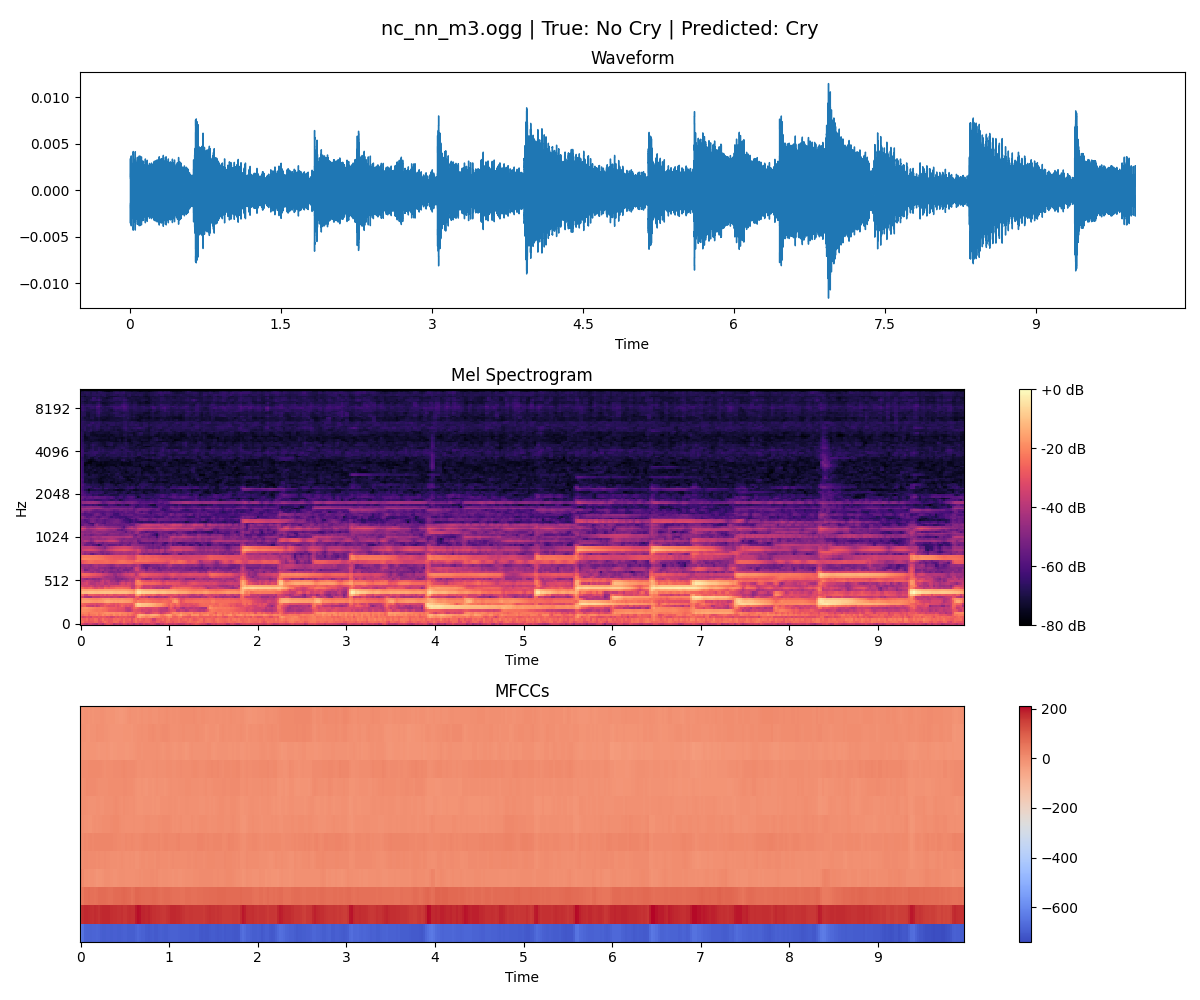 nc_nn_m3.ogg | True: No Cry | Predicted: Cry
Waveform
0.010
0.005
0.000
−0.005
−0.010
0 1.5 3 4.5 6 7.5 9
Time
Mel Spectrogram
Hz
8192
4096
2048
1024
512
0
0 1 2 3 4 5 6 7 8 9
Time
+0 dB
-20 dB
-40 dB
-60 dB
-80 dB
MFCCs
0 1 2 3 4 5 6 7 8 9
Time
200
0
−200
−400
−600